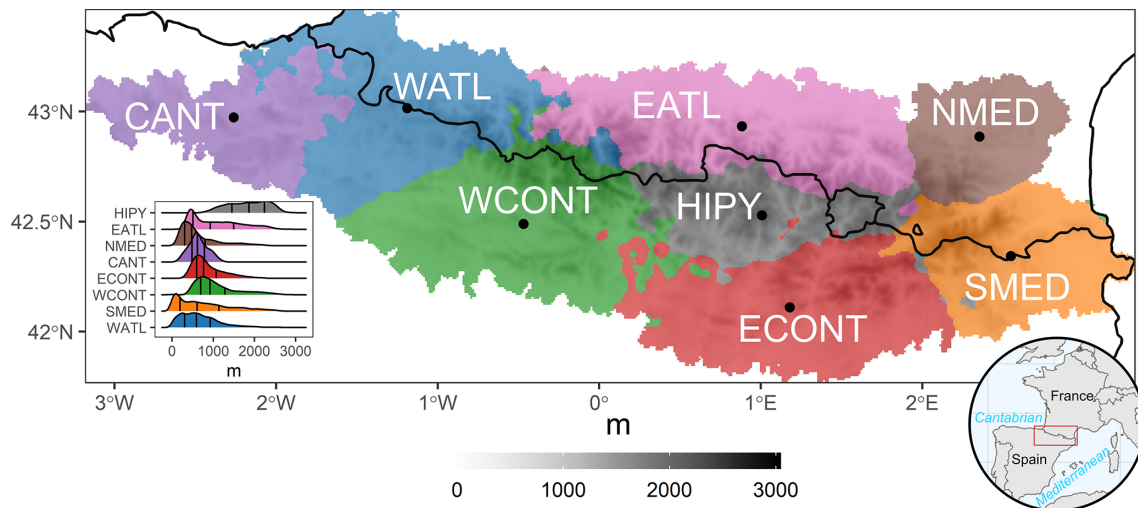 43°N
42.5°N
42°N
CANT
WATL
EATL
NMED
WCONT
HIPY
SMED
ECONT
HIPY
EATL
NMED
CANT
ECONT
WCONT
SMED
WATL
0 1000 2000 3000
m
3°W 2°W 1°W 0° 1°E 2°E
m
0 1000 2000 3000
France
Cantabrian
Spain
Mediterranean